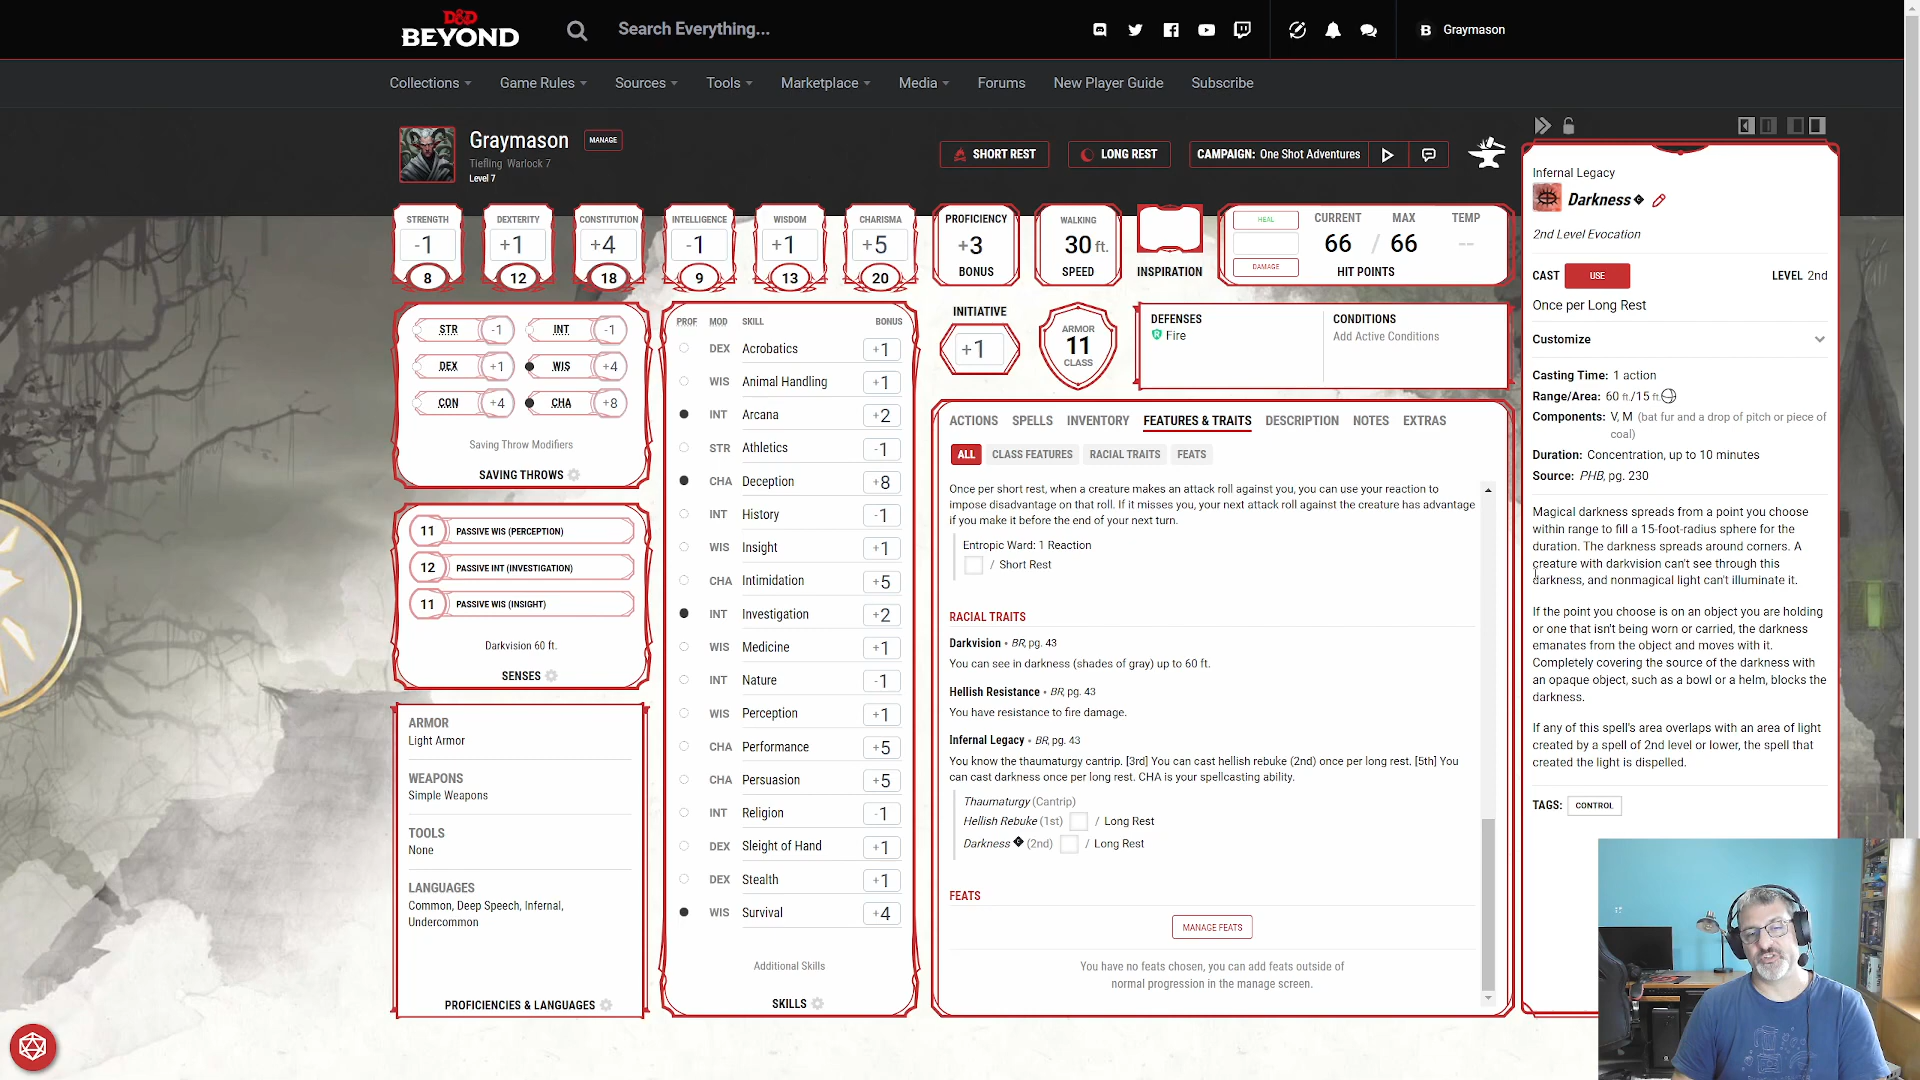 D&D
BEYOND
Search Everything...
B Graymason
Collections
Game Rules
Sources
Tools
Marketplace
Media
Forums
New Player Guide
Subscribe
Graymason
MANAGE
Tiefling Warlock 7
Level 7
SHORT REST
LONG REST
CAMPAIGN: One Shot Adventures
STRENGTH
-1
8
DEXTERITY
+1
12
CONSTITUTION
+4
18
INTELLIGENCE
-1
9
WISDOM
+1
13
CHARISMA
+5
20
PROFICIENCY
+3
BONUS
WALKING
30 ft.
SPEED
INSPIRATION
HEAL
DAMAGE
CURRENT
MAX
TEMP
66 / 66 --
HIT POINTS
STR -1
INT -1
DEX +1
WIS +4
CON +4
CHA +8
Saving Throw Modifiers
SAVING THROWS
11 PASSIVE WIS (PERCEPTION)
12 PASSIVE INT (INVESTIGATION)
11 PASSIVE WIS (INSIGHT)
Darkvision 60 ft.
SENSES
ARMOR
Light Armor
WEAPONS
Simple Weapons
TOOLS
None
LANGUAGES
Common, Deep Speech, Infernal,
Undercommon
PROFICIENCIES & LANGUAGES
PROF MOD SKILL BONUS
DEX Acrobatics +1
WIS Animal Handling +1
INT Arcana +2
STR Athletics -1
CHA Deception +8
INT History -1
WIS Insight +1
CHA Intimidation +5
INT Investigation +2
WIS Medicine +1
INT Nature -1
WIS Perception +1
CHA Performance +5
CHA Persuasion +5
INT Religion -1
DEX Sleight of Hand +1
DEX Stealth +1
WIS Survival +4
Additional Skills
SKILLS
INITIATIVE
+1
ARMOR
11
CLASS
DEFENSES
Fire
CONDITIONS
Add Active Conditions
ACTIONS
SPELLS
INVENTORY
FEATURES & TRAITS
DESCRIPTION
NOTES
EXTRAS
ALL
CLASS FEATURES
RACIAL TRAITS
FEATS
Once per short rest, when a creature makes an attack roll against you, you can use your reaction to
impose disadvantage on that roll. If it misses you, your next attack roll against the creature has advantage
if you make it before the end of your next turn.
Entropic Ward: 1 Reaction
/ Short Rest
RACIAL TRAITS
Darkvision • BR, pg. 43
You can see in darkness (shades of gray) up to 60 ft.
Hellish Resistance • BR, pg. 43
You have resistance to fire damage.
Infernal Legacy • BR, pg. 43
You know the thaumaturgy cantrip. [3rd] You can cast hellish rebuke (2nd) once per long rest. [5th] You
can cast darkness once per long rest. CHA is your spellcasting ability.
Thaumaturgy (Cantrip)
Hellish Rebuke (1st) / Long Rest
Darkness (2nd) / Long Rest
FEATS
MANAGE FEATS
You have no feats chosen, you can add feats outside of
normal progression in the manage screen.
Infernal Legacy
Darkness
2nd Level Evocation
CAST USE LEVEL 2nd
Once per Long Rest
Customize
Casting Time: 1 action
Range/Area: 60 ft./15 ft.
Components: V, M (bat fur and a drop of pitch or piece of
coal)
Duration: Concentration, up to 10 minutes
Source: PHB, pg. 230
Magical darkness spreads from a point you choose
within range to fill a 15-foot-radius sphere for the
duration. The darkness spreads around corners. A
creature with darkvision can't see through this
darkness, and nonmagical light can't illuminate it.
If the point you choose is on an object you are holding
or one that isn't being worn or carried, the darkness
emanates from the object and moves with it.
Completely covering the source of the darkness with
an opaque object, such as a bowl or a helm, blocks the
darkness.
If any of this spell's area overlaps with an area of light
created by a spell of 2nd level or lower, the spell that
created the light is dispelled.
TAGS: CONTROL